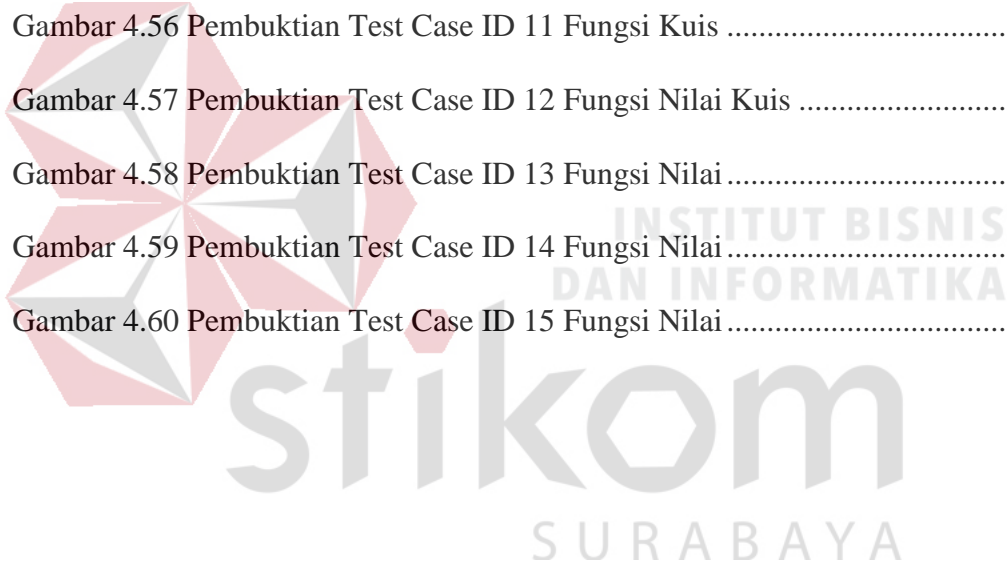 Gambar 4.56 Pembuktian Test Case ID 11 Fungsi Kuis ................................
Gambar 4.57 Pembuktian Test Case ID 12 Fungsi Nilai Kuis ........................
Gambar 4.58 Pembuktian Test Case ID 13 Fungsi Nilai ................................
INSTITUT BISNIS
Gambar 4.59 Pembuktian Test Case ID 14 Fungsi Nilai ................................
DAN INFORMATIKA
Gambar 4.60 Pembuktian Test Case ID 15 Fungsi Nilai ................................
stikom
SURABAYA